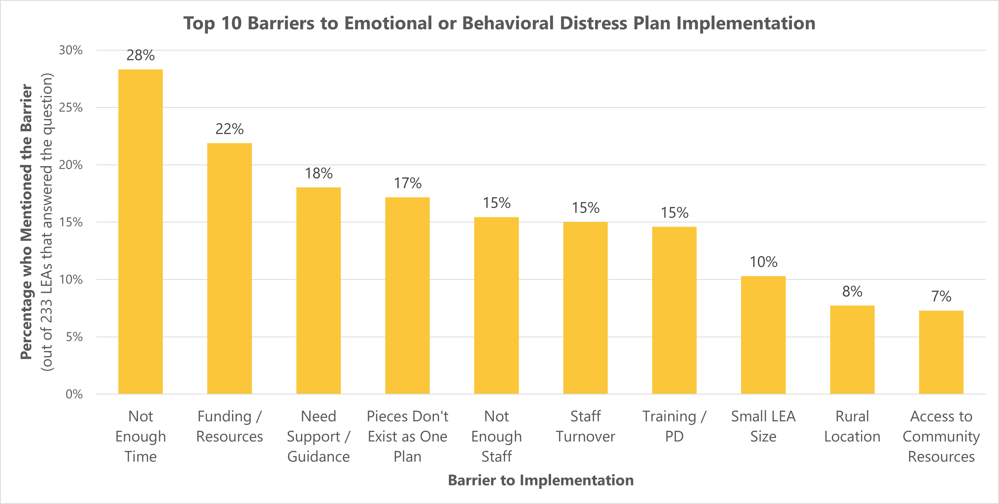 Top 10 Barriers to Emotional or Behavioral Distress Plan Implementation
Percentage who Mentioned the Barrier
(out of 233 LEAs that answered the question)
30%
25%
20%
15%
10%
5%
0%
28%
22%
18%
17%
15%
15%
15%
10%
8%
7%
Not
Enough
Time
Funding /
Resources
Need
Support /
Guidance
Pieces Don't
Exist as One
Plan
Not
Enough
Staff
Staff
Turnover
Training /
PD
Small LEA
Size
Rural
Location
Access to
Community
Resources
Barrier to Implementation